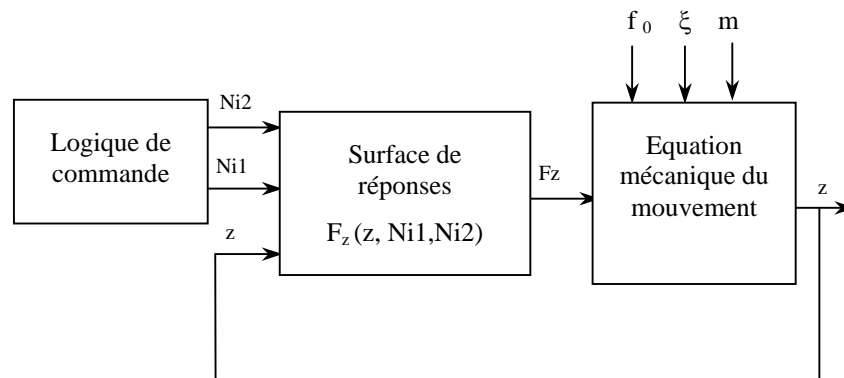 f 0 ξ m
Ni2
Logique de
commande
Ni1
Surface de
réponses
Fz (z, Ni1,Ni2)
z
Fz
Equation
mécanique du
mouvement
z